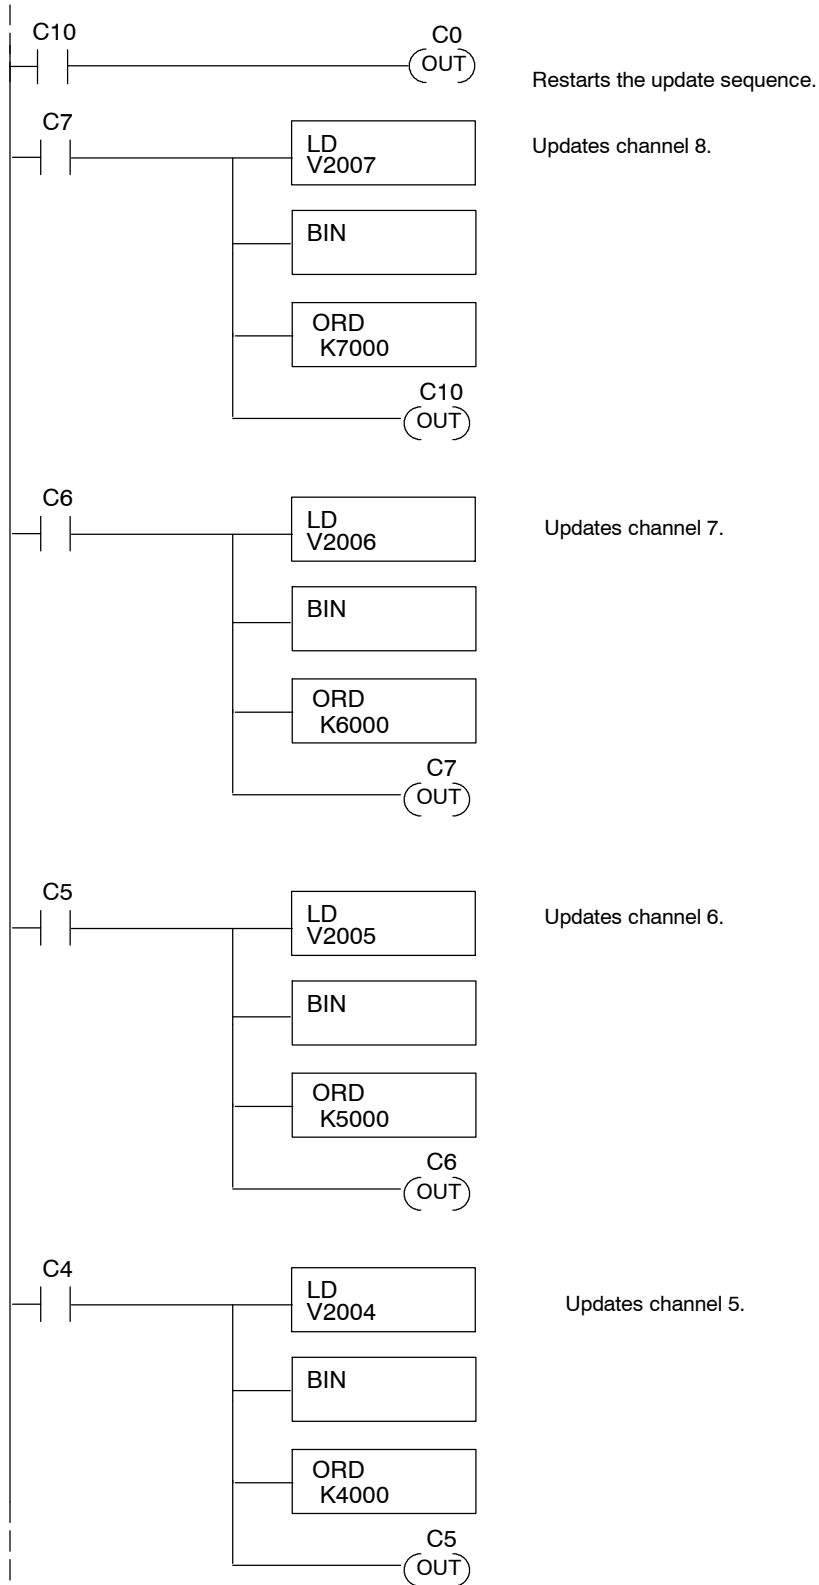 C10
C0
OUT
Restarts the update sequence.
C7
LD
V2007
Updates channel 8.
BIN
ORD
K7000
C10
OUT
C6
LD
V2006
Updates channel 7.
BIN
ORD
K6000
C7
OUT
C5
LD
V2005
Updates channel 6.
BIN
ORD
K5000
C6
OUT
C4
LD
V2004
Updates channel 5.
BIN
ORD
K4000
C5
OUT